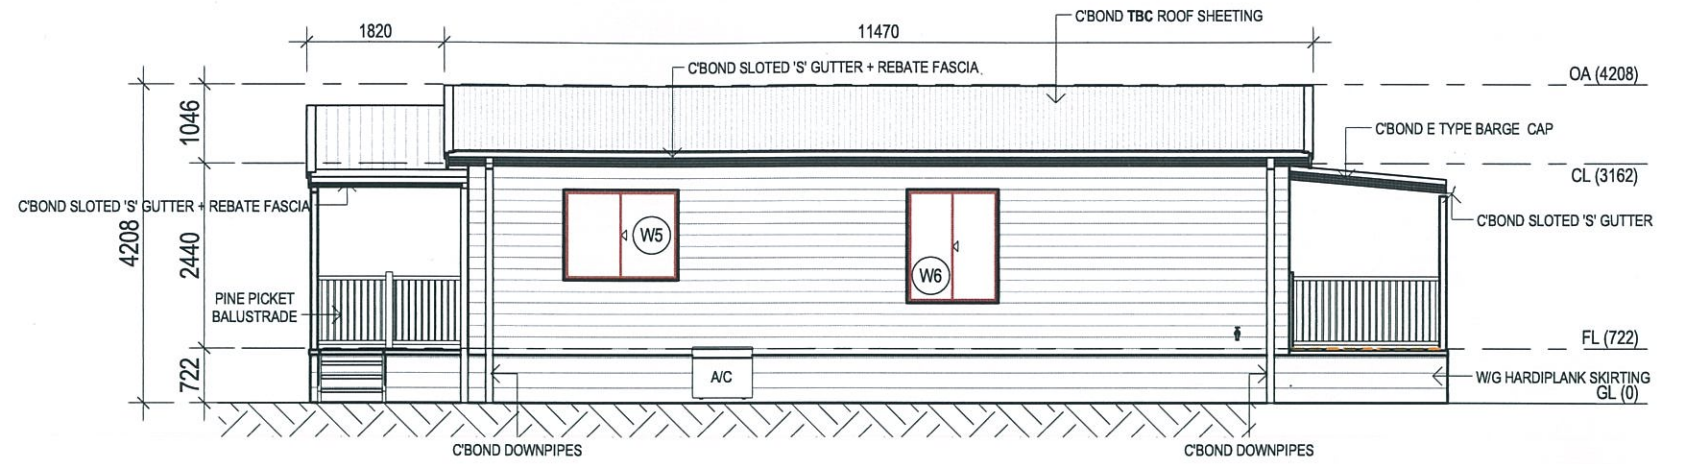 C'BOND TBC ROOF SHEETING
1820
11470
C'BOND SLOTED 'S' GUTTER + REBATE FASCIA
OA (4208)
1046
C'BOND E TYPE BARGE CAP
CL (3162)
C'BOND SLOTED 'S' GUTTER + REBATE FASCIA
C'BOND SLOTED 'S' GUTTER
4208
2440
W5
W6
PINE PICKET
BALUSTRADE
FL (722)
722
A/C
W/G HARDIPLANK SKIRTING
GL (0)
C'BOND DOWNPIPES
C'BOND DOWNPIPES